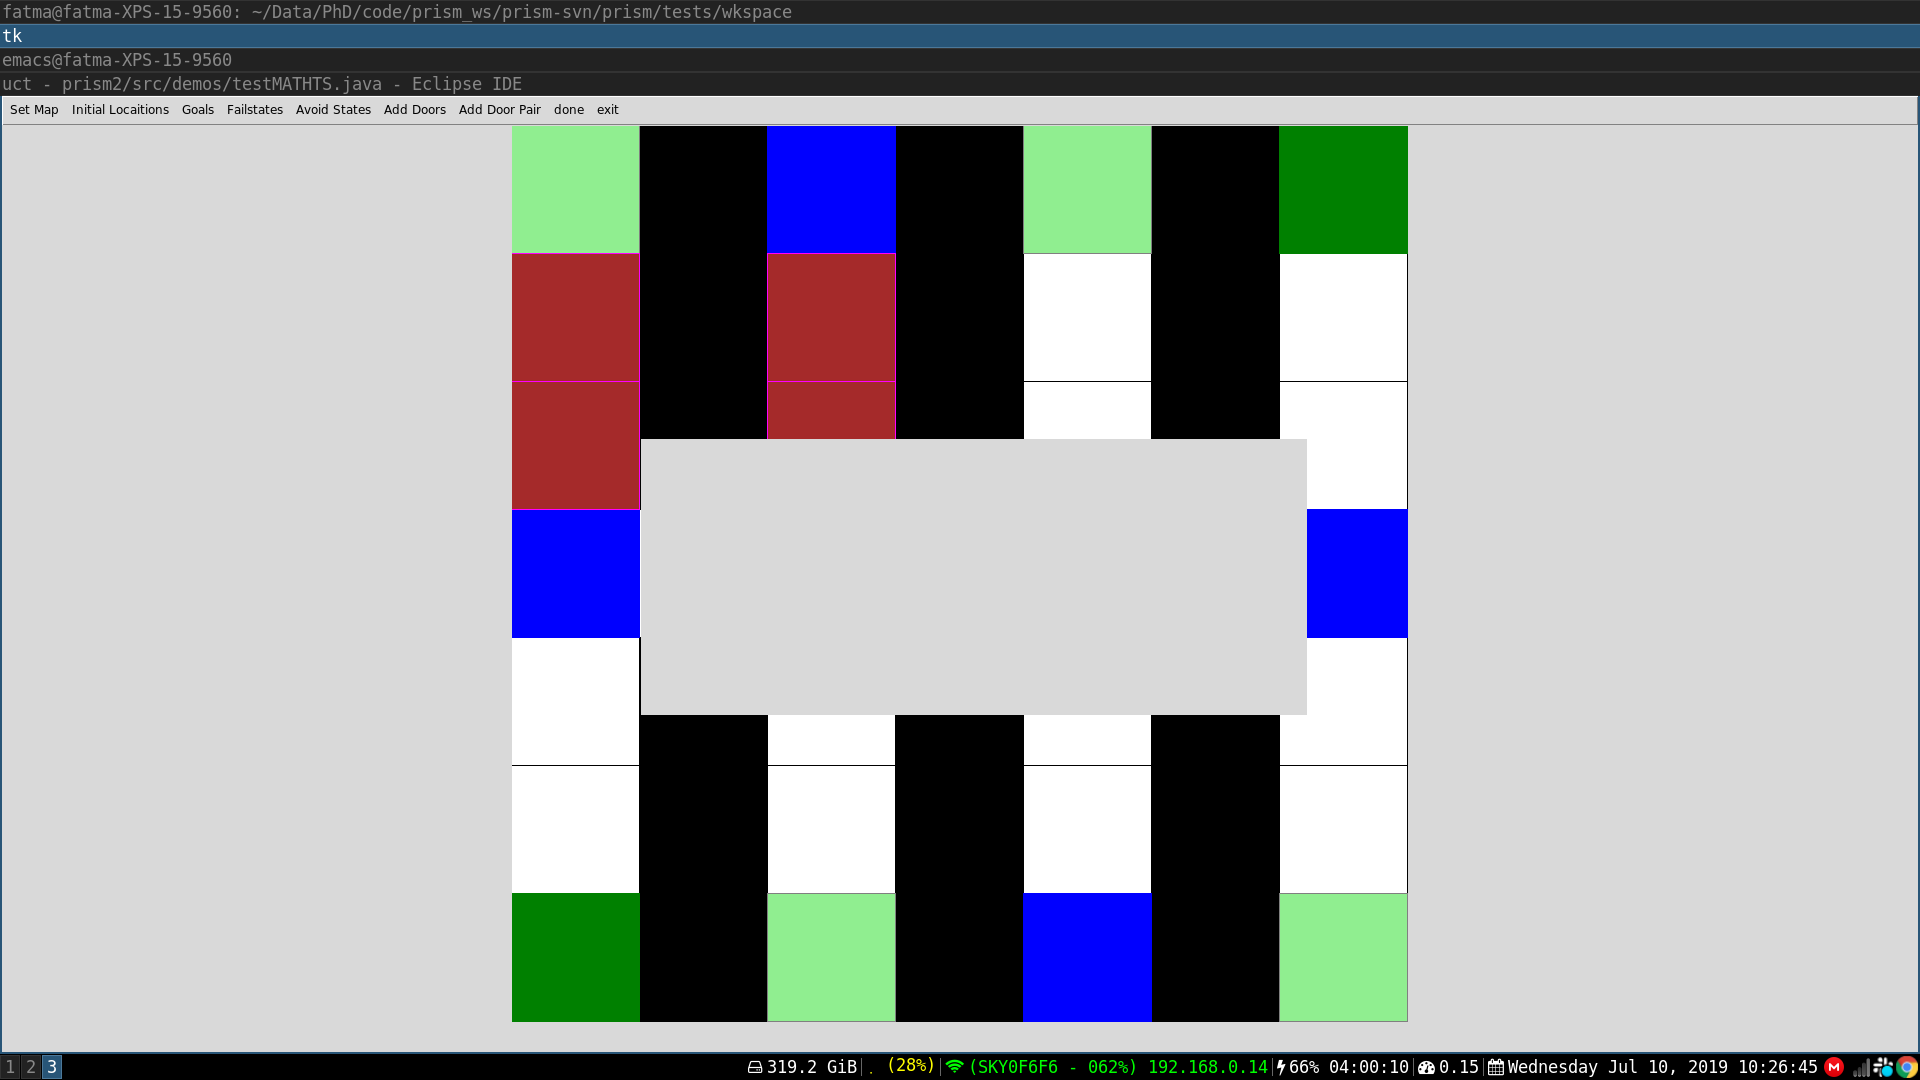 fatma@fatma-XPS-15-9560: ~/Data/PhD/code/prism_ws/prism-svn/prism/tests/wkspace
tk
emacs@fatma-XPS-15-9560
uct - prism2/src/demos/testMATHTS.java - Eclipse IDE
Set Map Initial Locaitions Goals Failstates Avoid States Add Doors Add Door Pair done exit
1 2 3 319.2 GiB . (28%) (SKY0F6F6 - 062%) 192.168.0.14 66% 04:00:10 0.15 Wednesday Jul 10, 2019 10:26:45